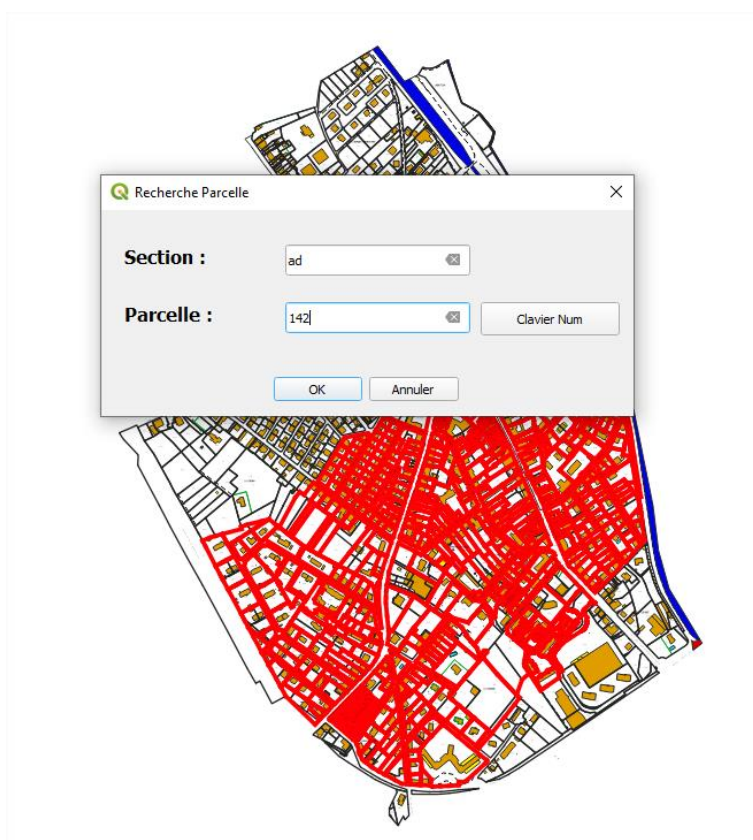 Recherche Parcelle
Section :
ad
Parcelle :
142
Clavier Num
OK
Annuler